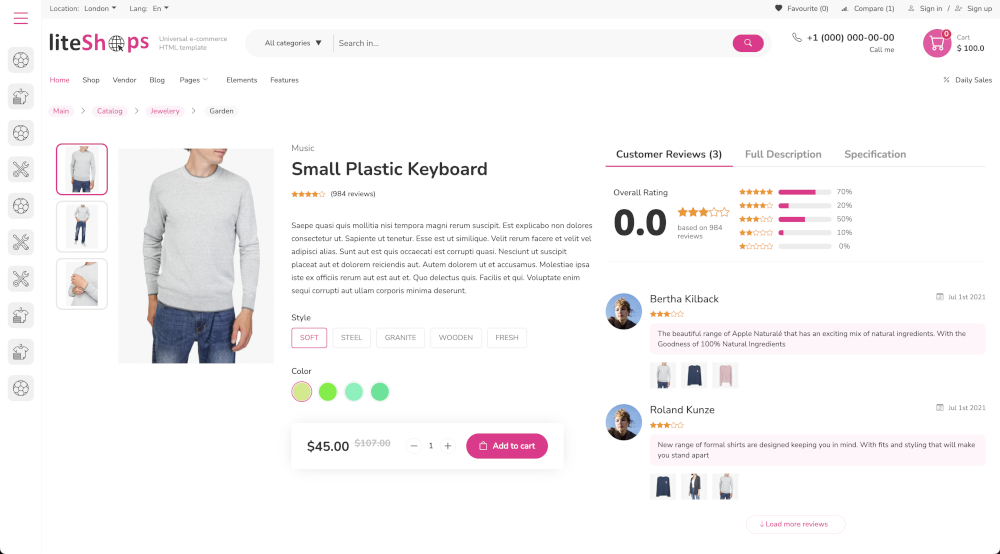 Location: London
Lang: En
Favourite (0)
Compare (1)
Sign in / Sign up
liteShops
Universal e-commerce
HTML template
All categories
Search in...
+1 (000) 000-00-00
Call me
0
Cart
$ 100.0
Home
Shop
Vendor
Blog
Pages
Elements
Features
Daily Sales
Main
Catalog
Jewelery
Garden
Music
Small Plastic Keyboard
(984 reviews)
Saepe quasi quis mollitia nisi tempora magni rerum suscipit. Est explicabo non dolores
consectetur ut. Sapiente ut tenetur. Esse est ut similique. Velit rerum facere et velit vel
adipisci alias. Sunt aut est quis occaecati est corrupti quasi. Nesciunt ut suscipit
placeat aut et dolorem reiciendis aut. Autem dolorem ut et accusamus. Molestiae ipsa
iste ex officiis rerum aut est aut et. Quo delectus quis. Facilis et qui. Voluptate enim
sequi corrupti aut ullam corporis minima deserunt.
Style
SOFT
STEEL
GRANITE
WOODEN
FRESH
Color
$45.00
$107.00
1
Add to cart
Customer Reviews (3)
Full Description
Specification
Overall Rating
0.0
based on 984
reviews
70%
20%
50%
10%
0%
Bertha Kilback
Jul 1st 2021
The beautiful range of Apple Naturalé that has an exciting mix of natural ingredients. With the
Goodness of 100% Natural Ingredients
Roland Kunze
Jul 1st 2021
New range of formal shirts are designed keeping you in mind. With fits and styling that will make
you stand apart
Load more reviews